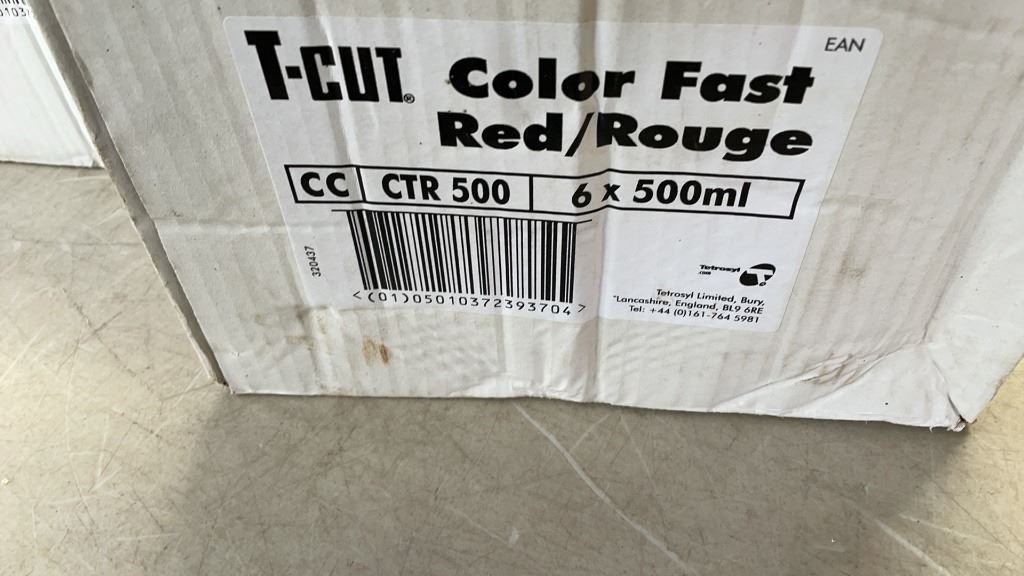 EAN
T-CUT® Color Fast
Red/Rouge
CC CTR 500 6 x 500ml
320437
<(01)05010372393704>
Tetrosyl
.com
Tetrosyl Limited, Bury,
Lancashire, England, BL9 6RE
Tel: +44 (0)161-764 5981